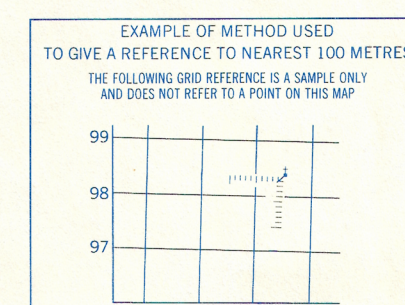 EXAMPLE OF METHOD USED
TO GIVE A REFERENCE TO NEAREST 100 METRES
THE FOLLOWING GRID REFERENCE IS A SAMPLE ONLY
AND DOES NOT REFER TO A POINT ON THIS MAP
99
98
97